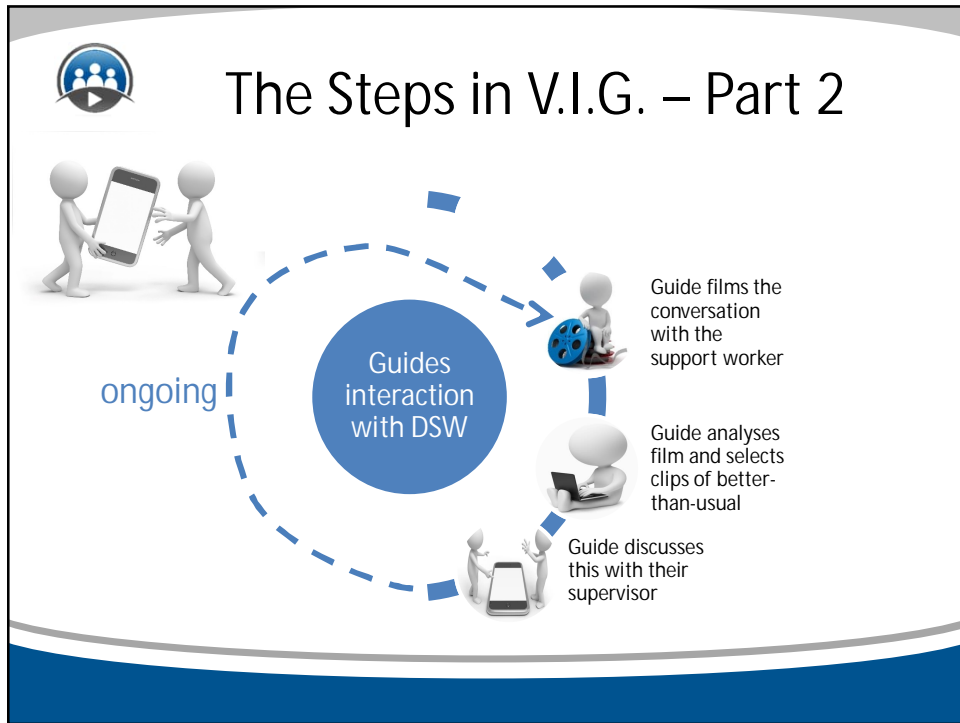 The Steps in V.I.G. – Part 2
Guide films the
conversation
with the
support worker
Guides
interaction
with DSW
ongoing
Guide analyses
film and selects
clips of better-
than-usual
Guide discusses
this with their
supervisor